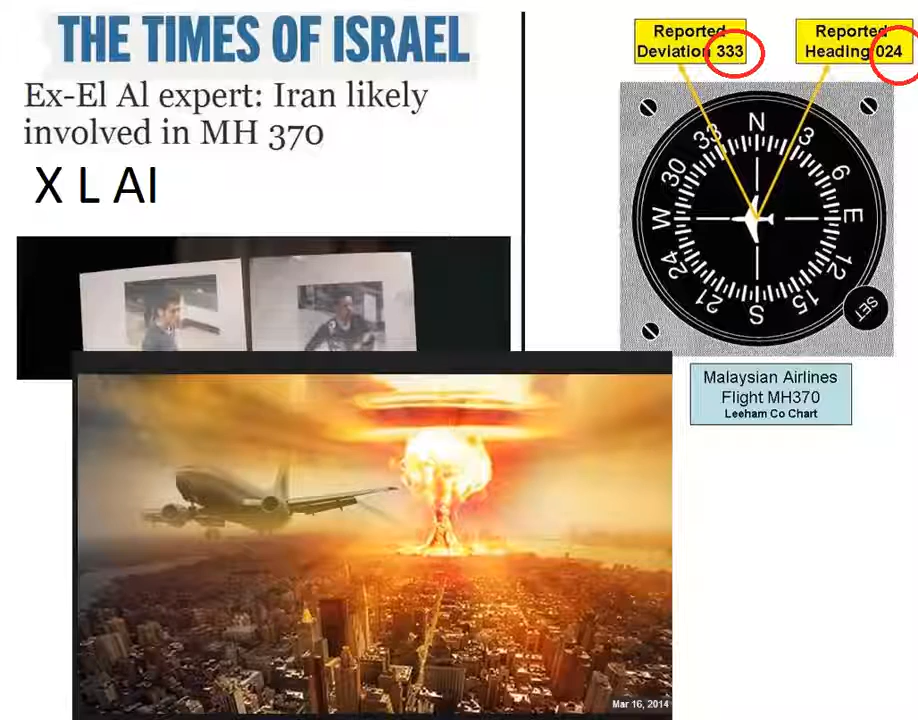 THE TIMES OF ISRAEL
Ex-El Al expert: Iran likely
involved in MH 370
X L AI
Reported
Deviation 333
Reported
Heading 024
N
3
6
E
12
15
S
21
24
W
30
33
SET
Malaysian Airlines
Flight MH370
Leeham Co Chart
Mar 16, 2014